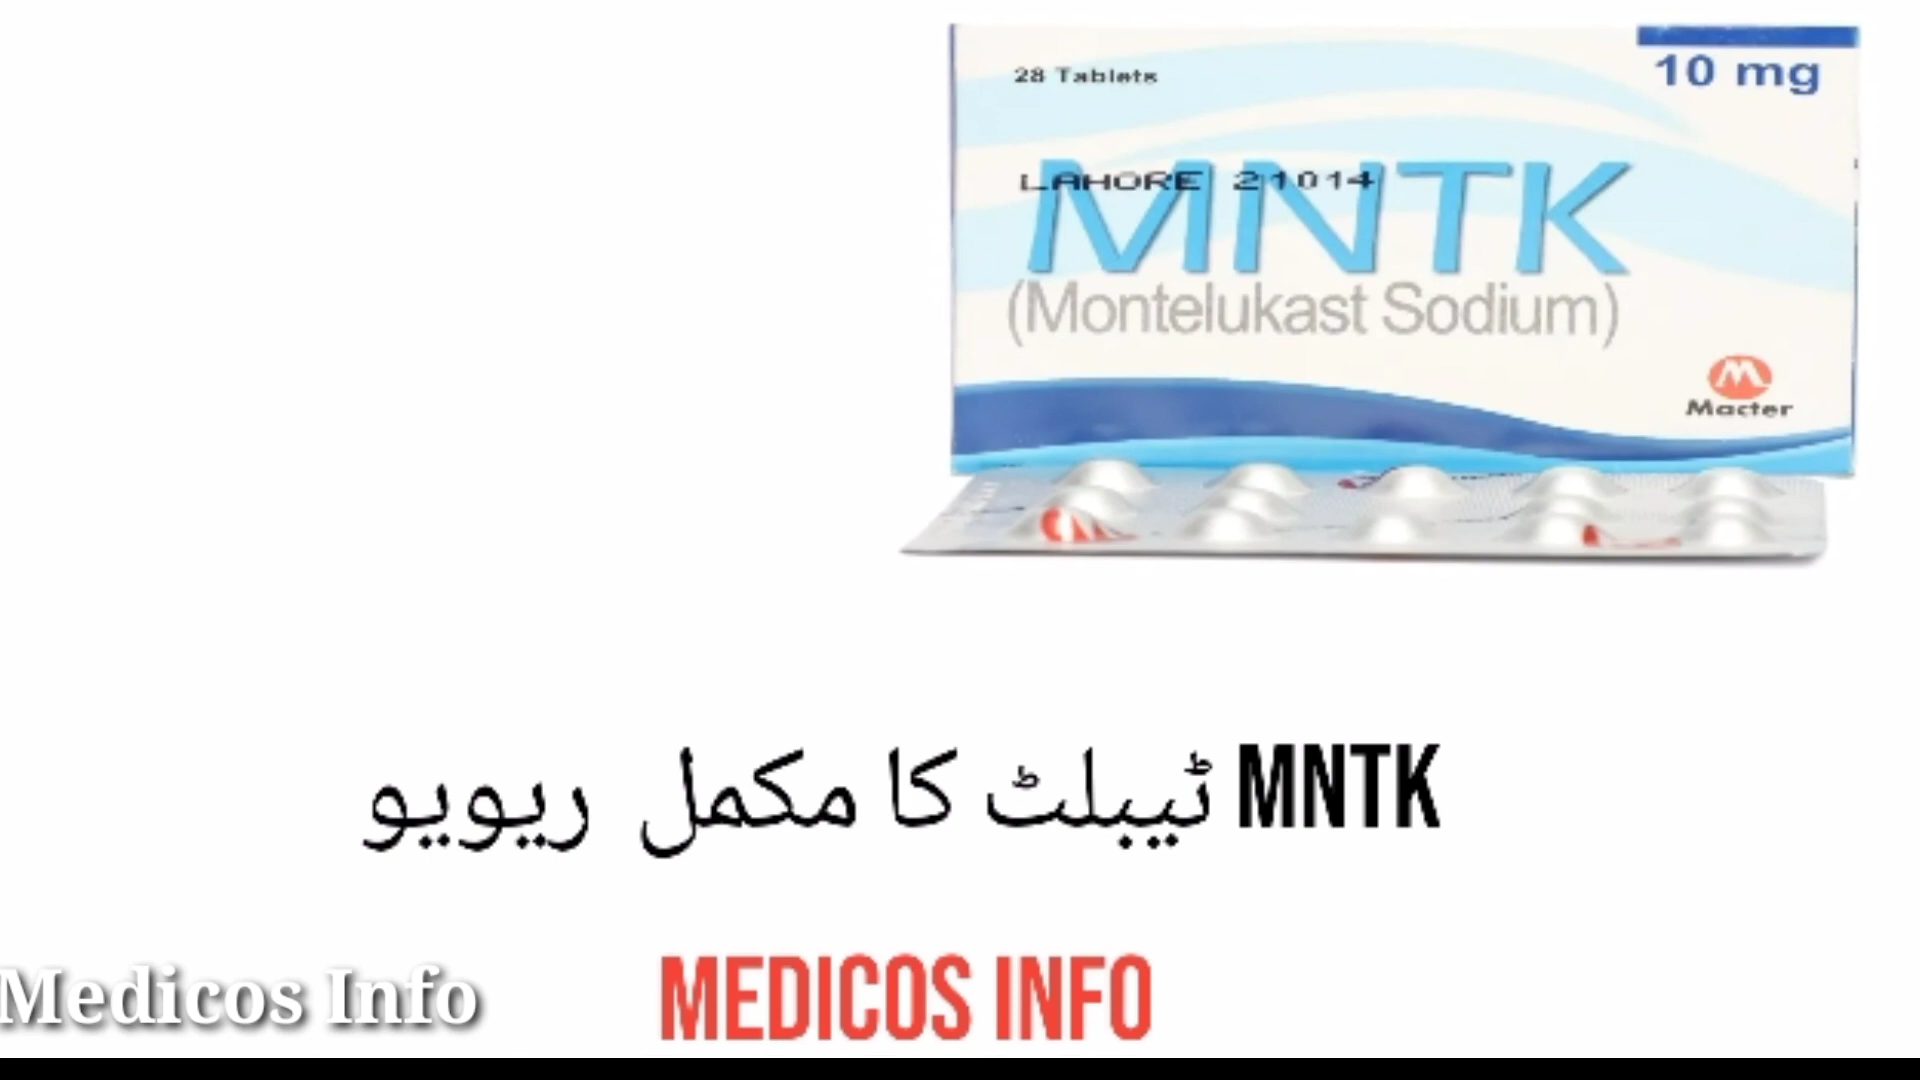 28 Tablets
10 mg
LAHORE 21014
MNTK
(Montelukast Sodium)
Macter
MNTK ٹیبلٹ کا مکمل ریویو
Medicos Info
MEDICOS INFO